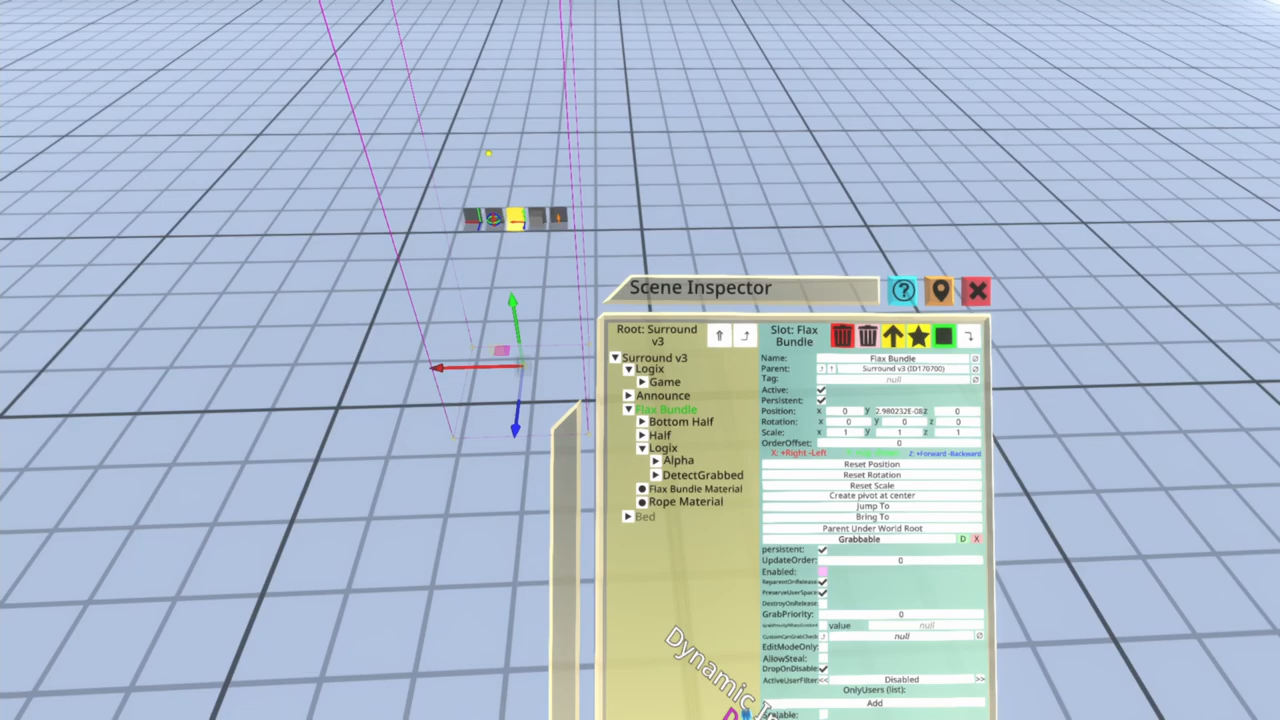 Scene Inspector
Root: Surround v3
Surround v3
Logix
Game
Announce
Flax Bundle
Bottom Half
Half
Logix
Alpha
DetectGrabbed
Flax Bundle Material
Rope Material
Bed
Slot: Flax Bundle
Name: Flax Bundle
Parent: Surround v3 (ID170700)
Tag: null
Active:
Persistent:
Position: x 0 y 2.980232E-08 z 0
Rotation: x 0 y 0 z 0
Scale: x 1 y 1 z 1
OrderOffset: 0
X: +Right -Left Z: +Forward -Backward
Reset Position
Reset Rotation
Reset Scale
Create pivot at center
Jump To
Bring To
Parent Under World Root
Grabbable D X
persistent:
UpdateOrder: 0
Enabled:
ReparentOnRelease
PreserveUserSpace
DestroyOnRelease
GrabPriority: 0
value null
CustomCanGrabCheck null
EditModeOnly:
AllowSteal:
DropOnDisable
ActiveUserFilter << Disabled >>
OnlyUsers (list):
Add
Scalable:
Dynamic